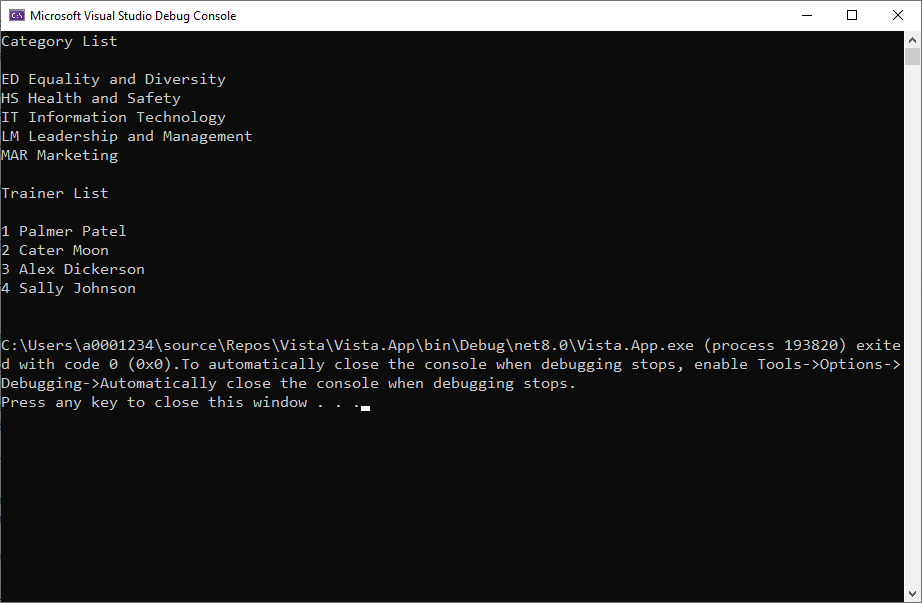 Microsoft Visual Studio Debug Console
Category List
ED Equality and Diversity
HS Health and Safety
IT Information Technology
LM Leadership and Management
MAR Marketing
Trainer List
1 Palmer Patel
2 Cater Moon
3 Alex Dickerson
4 Sally Johnson
C:\Users\a0001234\source\Repos\Vista\Vista.App\bin\Debug\net8.0\Vista.App.exe (process 193820) exite
d with code 0 (0x0).To automatically close the console when debugging stops, enable Tools->Options->
Debugging->Automatically close the console when debugging stops.
Press any key to close this window . . .